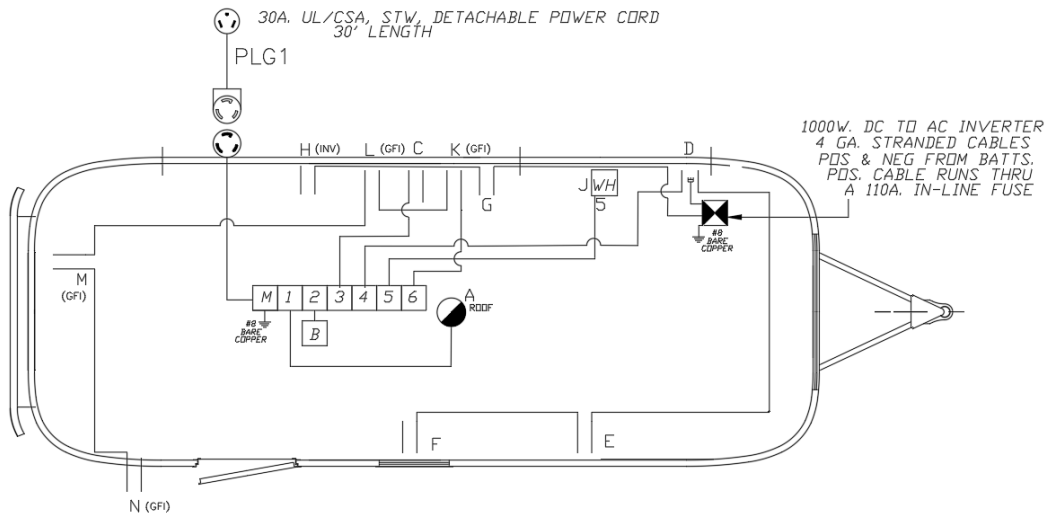 30A. UL/CSA, STW, DETACHABLE POWER CORD
30' LENGTH
PLG1
1000W. DC TO AC INVERTER
4 GA. STRANDED CABLES
POS & NEG FROM BATTS.
POS. CABLE RUNS THRU
A 110A. IN-LINE FUSE
H (INV) L (GFI) C K (GFI) D
J WH
5
G
#8
BARE
COPPER
M
(GFI)
M 1 2 3 4 5 6
A
ROOF
#8
BARE
COPPER
B
F
E
N (GFI)